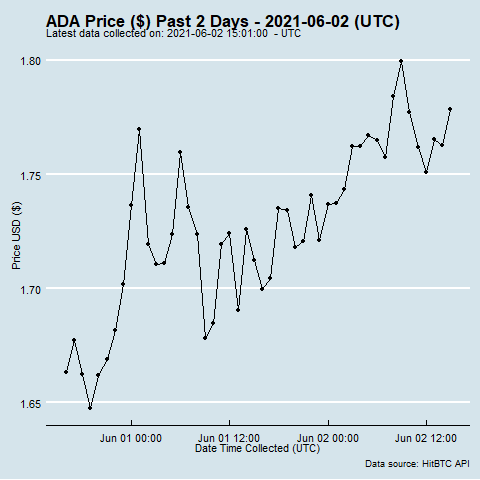 ADA Price ($) Past 2 Days - 2021-06-02 (UTC)
Latest data collected on: 2021-06-02 15:01:00  - UTC
1.80
1.75
1.70
1.65
Price USD ($)
Jun 01 00:00
Jun 01 12:00
Jun 02 00:00
Jun 02 12:00
Date Time Collected (UTC)
Data source: HitBTC API